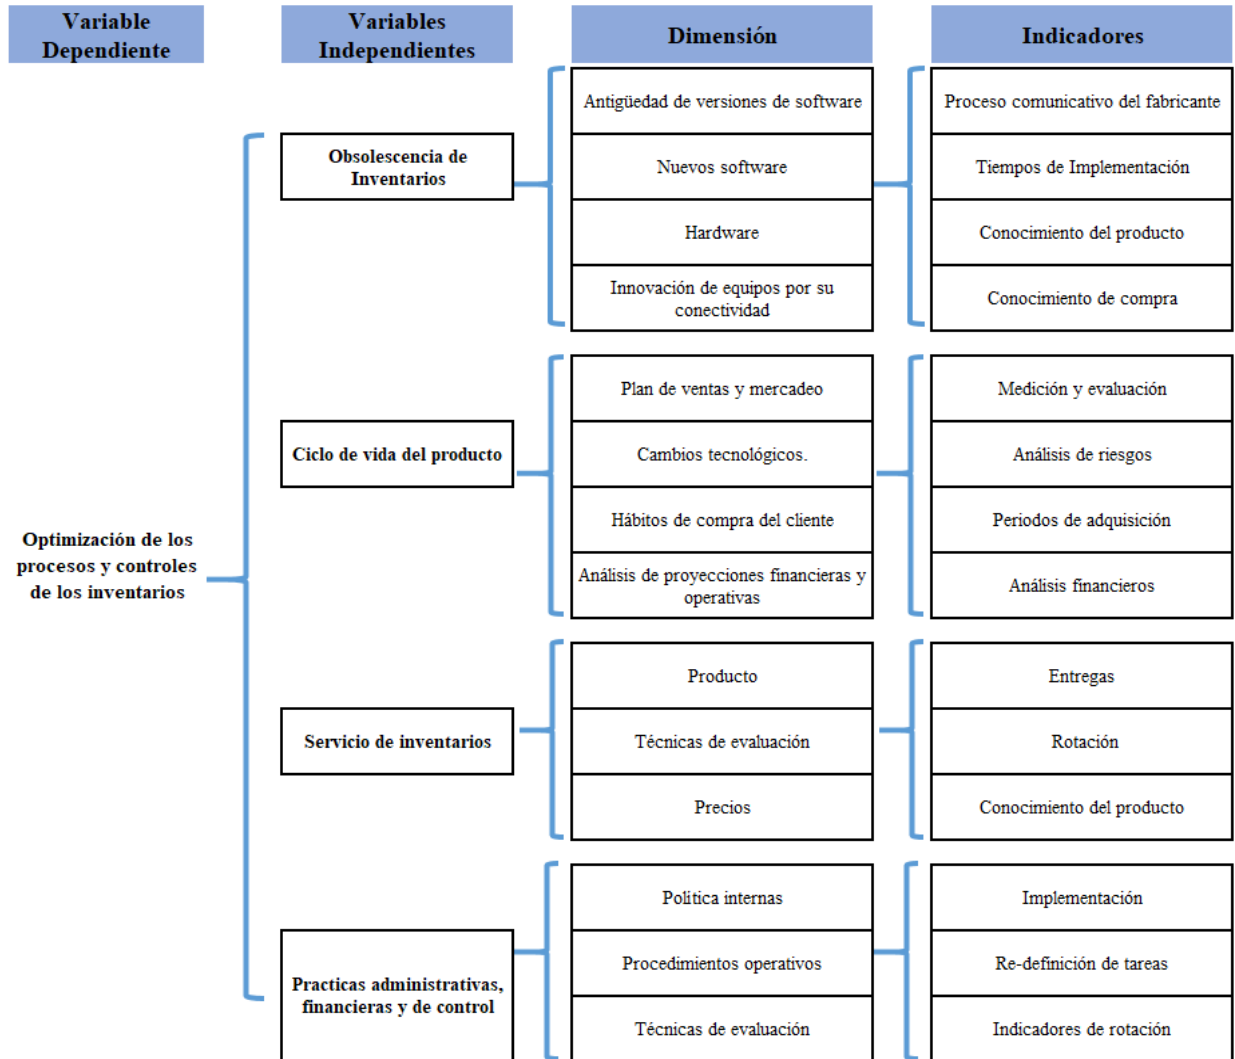 Variable
Dependiente
Variables
Independientes
Dimensión
Indicadores
Optimización de los
procesos y controles
de los inventarios
Obsolescencia de
Inventarios
Antigüedad de versiones de software
Nuevos software
Hardware
Innovación de equipos por su
conectividad
Proceso comunicativo del fabricante
Tiempos de Implementación
Conocimiento del producto
Conocimiento de compra
Ciclo de vida del producto
Plan de ventas y mercadeo
Cambios tecnológicos.
Hábitos de compra del cliente
Análisis de proyecciones financieras y
operativas
Medición y evaluación
Análisis de riesgos
Periodos de adquisición
Análisis financieros
Servicio de inventarios
Producto
Técnicas de evaluación
Precios
Entregas
Rotación
Conocimiento del producto
Practicas administrativas,
financieras y de control
Politica internas
Procedimientos operativos
Técnicas de evaluación
Implementación
Re-definición de tareas
Indicadores de rotación